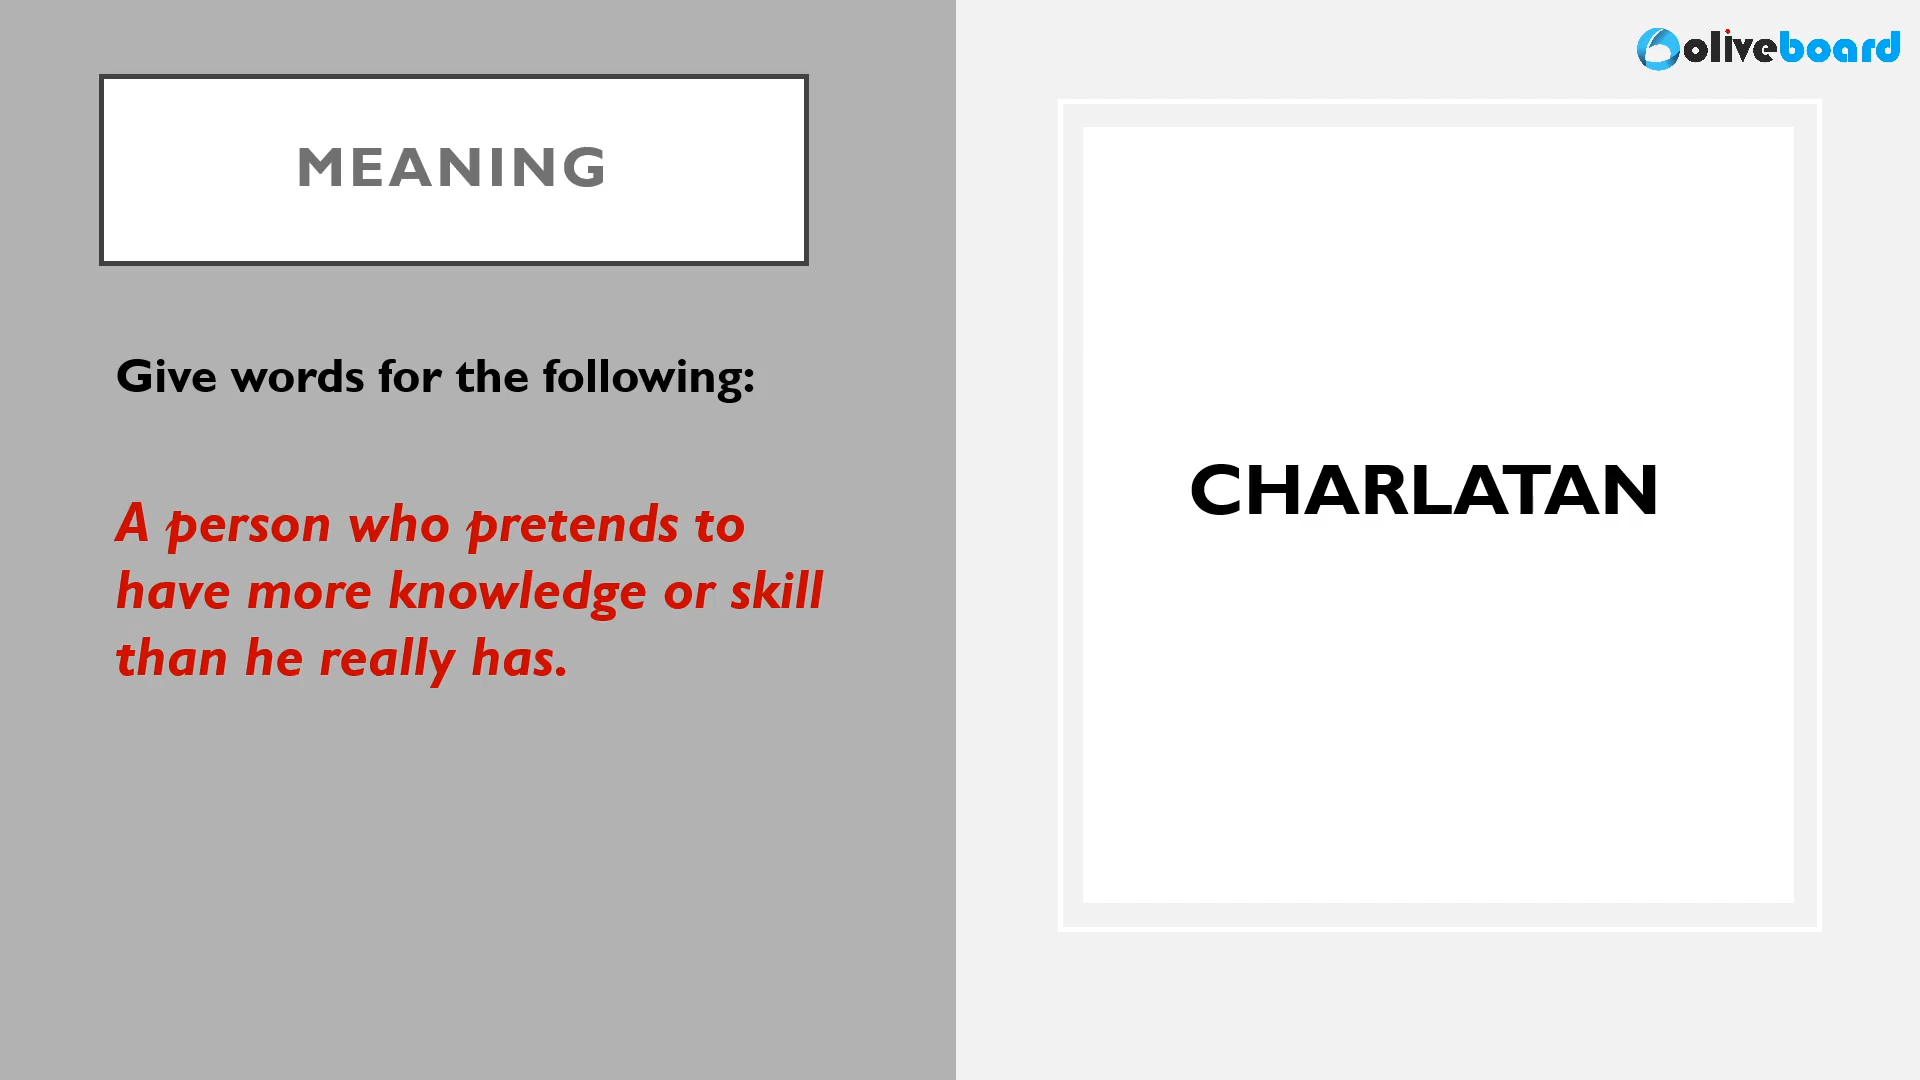 oliveboard
MEANING
Give words for the following:
A person who pretends to
have more knowledge or skill
than he really has.
CHARLATAN